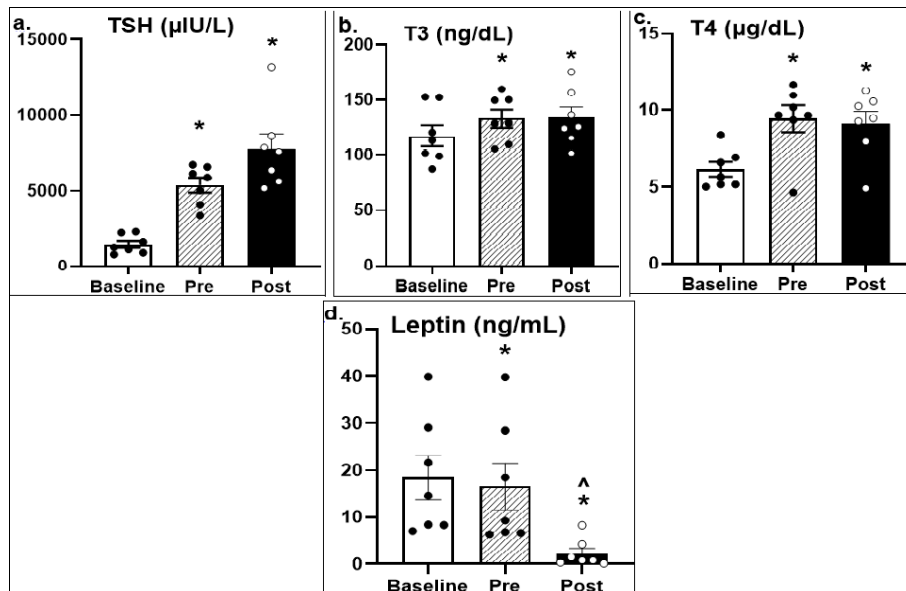 a.
TSH (µIU/L)
15000
10000
5000
0
*
*
Baseline Pre Post
b.
T3 (ng/dL)
200
150
100
50
0
*
*
Baseline Pre Post
c.
T4 (µg/dL)
15
10
5
0
*
*
Baseline Pre Post
d.
Leptin (ng/mL)
50
40
30
20
10
0
*
^
*
Baseline Pre Post